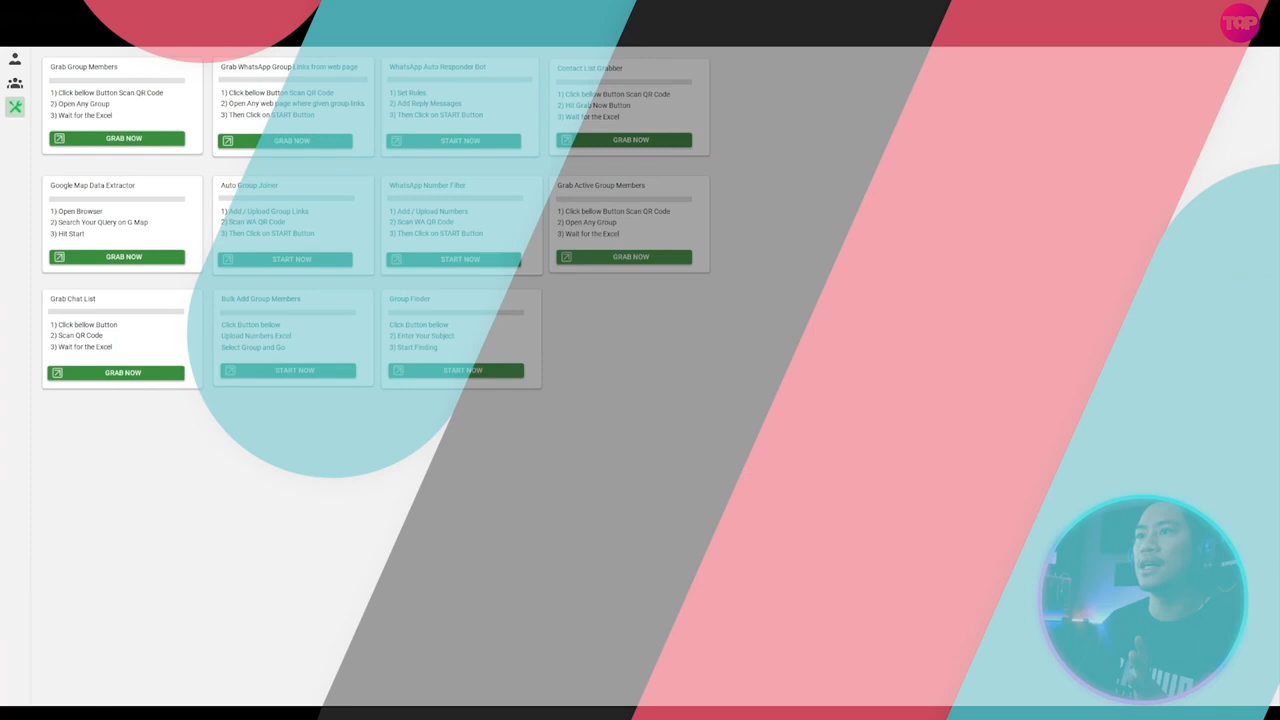 TOP
Grab Group Members
1) Click bellow Button Scan QR Code
2) Open Any Group
3) Wait for the Excel
GRAB NOW
Grab WhatsApp Group Links from web page
1) Click bellow Button Scan QR Code
2) Open Any web page where given group links
3) Then Click on START Button
GRAB NOW
WhatsApp Auto Responder Bot
1) Set Rules
2) Add Reply Messages
3) Then Click on START Button
START NOW
Contact List Grabber
1) Click bellow Button Scan QR Code
2) Hit Grab Now Button
3) Wait for the Excel
GRAB NOW
Google Map Data Extractor
1) Open Browser
2) Search Your QUery on G Map
3) Hit Start
GRAB NOW
Auto Group Joiner
1) Add / Upload Group Links
2) Scan WA QR Code
3) Then Click on START Button
START NOW
WhatsApp Number Filter
1) Add / Upload Numbers
2) Scan WA QR Code
3) Then Click on START Button
START NOW
Grab Active Group Members
1) Click bellow Button Scan QR Code
2) Open Any Group
3) Wait for the Excel
GRAB NOW
Grab Chat List
1) Click bellow Button
2) Scan QR Code
3) Wait for the Excel
GRAB NOW
Bulk Add Group Members
Click Button bellow
Upload Numbers Excel
Select Group and Go
START NOW
Group Finder
Click Button bellow
2) Enter Your Subject
3) Start Finding
START NOW